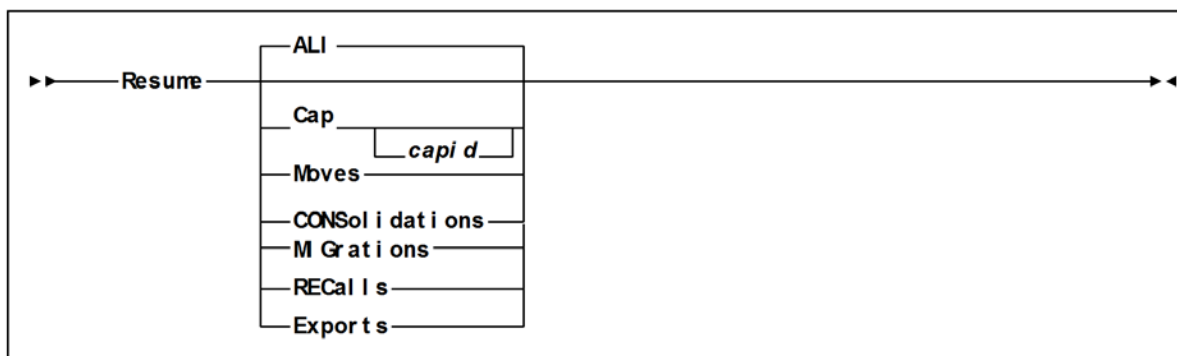 ALl
Resume
Cap
capid
Moves
CONSolidations
MIGrations
RECalls
Exports